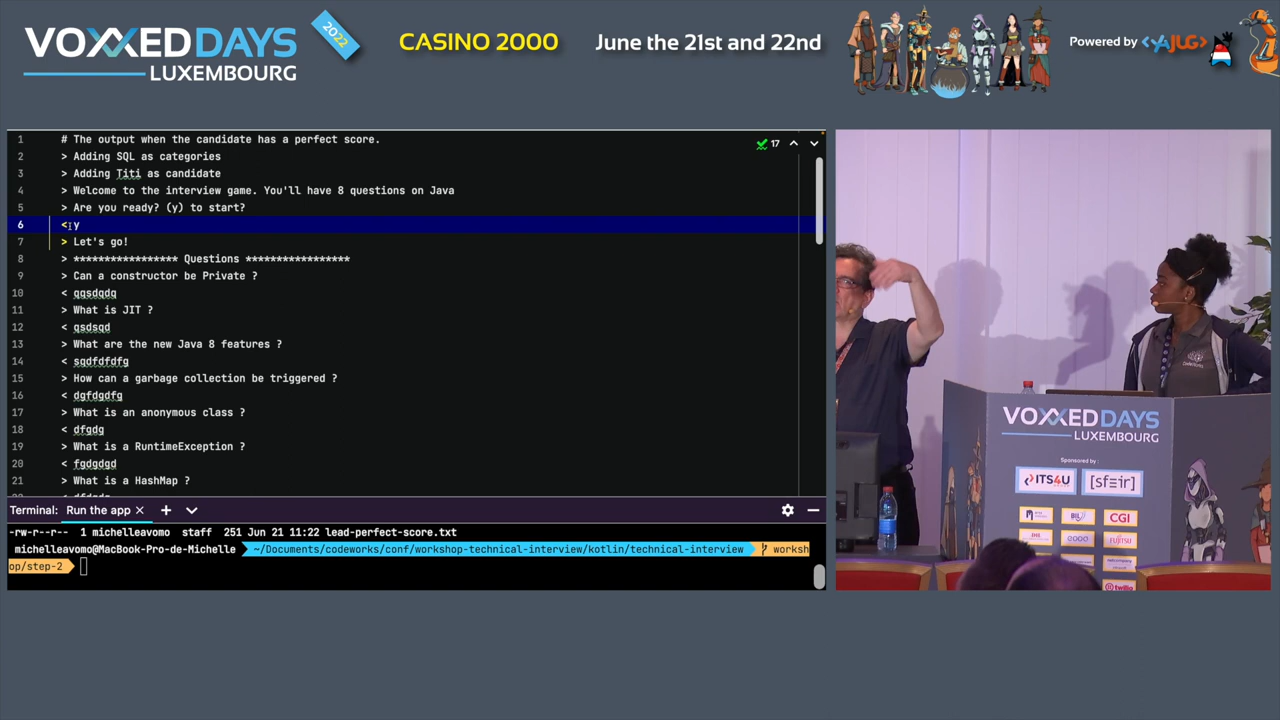 VOXXED DAYS
LUXEMBOURG
2022
CASINO 2000
June the 21st and 22nd
Powered by <YAJUG>
1 # The output when the candidate has a perfect score.
2 > Adding SQL as categories
3 > Adding Titi as candidate
4 > Welcome to the interview game. You'll have 8 questions on Java
5 > Are you ready? (y) to start?
6 < y
7 > Let's go!
8 > ***************** Questions *****************
9 > Can a constructor be Private ?
10 < qqsdqdq
11 > What is JIT ?
12 < qsdsqd
13 > What are the new Java 8 features ?
14 < sqdfdfdfg
15 > How can a garbage collection be triggered ?
16 < dgfdgdfg
17 > What is an anonymous class ?
18 < dfgdg
19 > What is a RuntimeException ?
20 < fgdgdgd
21 > What is a HashMap ?
17
Terminal: Run the app × +
-rw-r--r-- 1 michelleavomo staff 251 Jun 21 11:22 lead-perfect-score.txt
michelleavomo@MacBook-Pro-de-Michelle ~/Documents/codeworks/conf/workshop-technical-interview/kotlin/technical-interview worksh
op/step-2
VOXXED DAYS
LUXEMBOURG
Sponsored by :
ITS4U
[sfeir]
BIL
CGI
FUJITSU
twilio